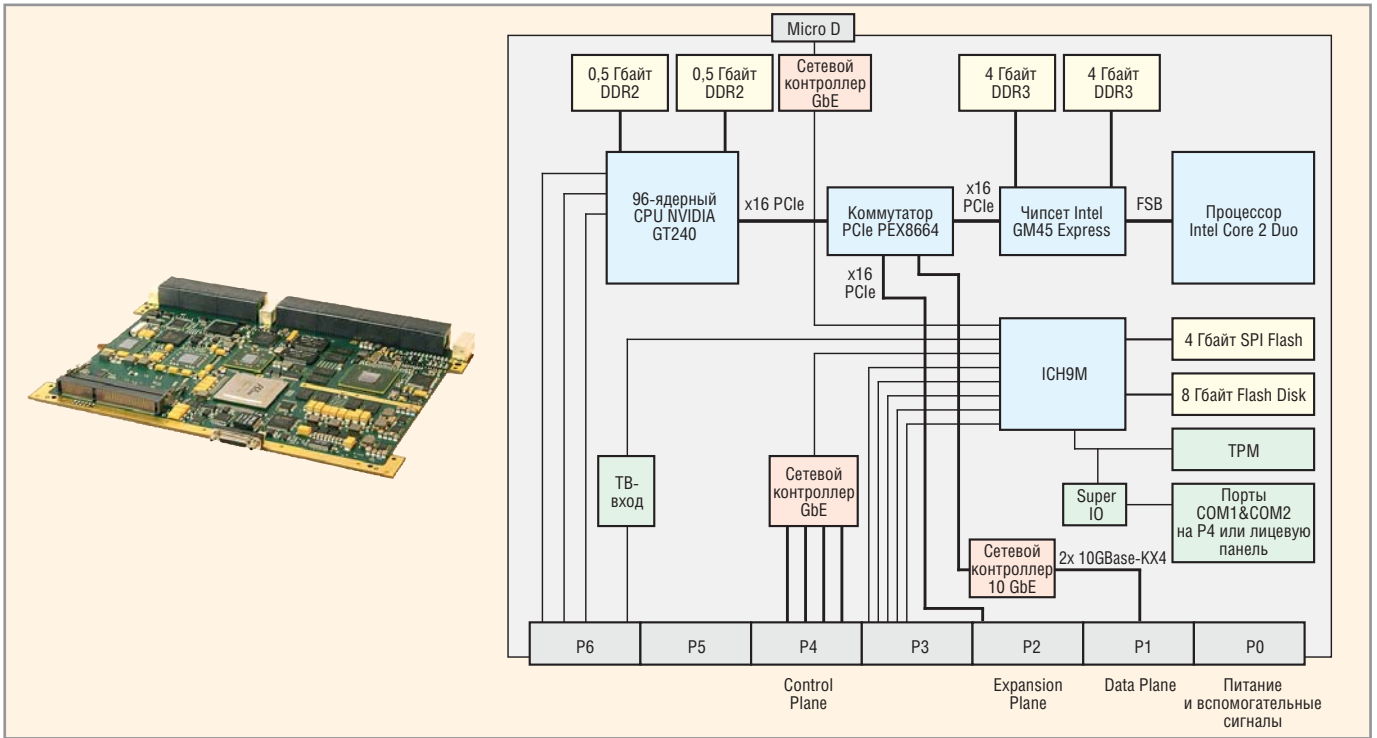 Micro D
0,5 Гбайт
DDR2
0,5 Гбайт
DDR2
Сетевой
контроллер
GbE
4 Гбайт
DDR3
4 Гбайт
DDR3
96-ядерный
CPU NVIDIA
GT240
x16 PCIe
Коммутатор
PCIe PEX8664
x16
PCIe
Чипсет Intel
GM45 Express
FSB
Процессор
Intel Core 2 Duo
x16
PCIe
ICH9M
4 Гбайт SPI Flash
8 Гбайт Flash Disk
TPM
ТВ-
вход
Сетевой
контроллер
GbE
Super
IO
Порты
COM1&COM2
на P4 или лицевую
панель
Сетевой
контроллер
10 GbE
2x 10GBase-KX4
P6
P5
P4
P3
P2
P1
P0
Control
Plane
Expansion
Plane
Data Plane
Питание
и вспомогательные
сигналы